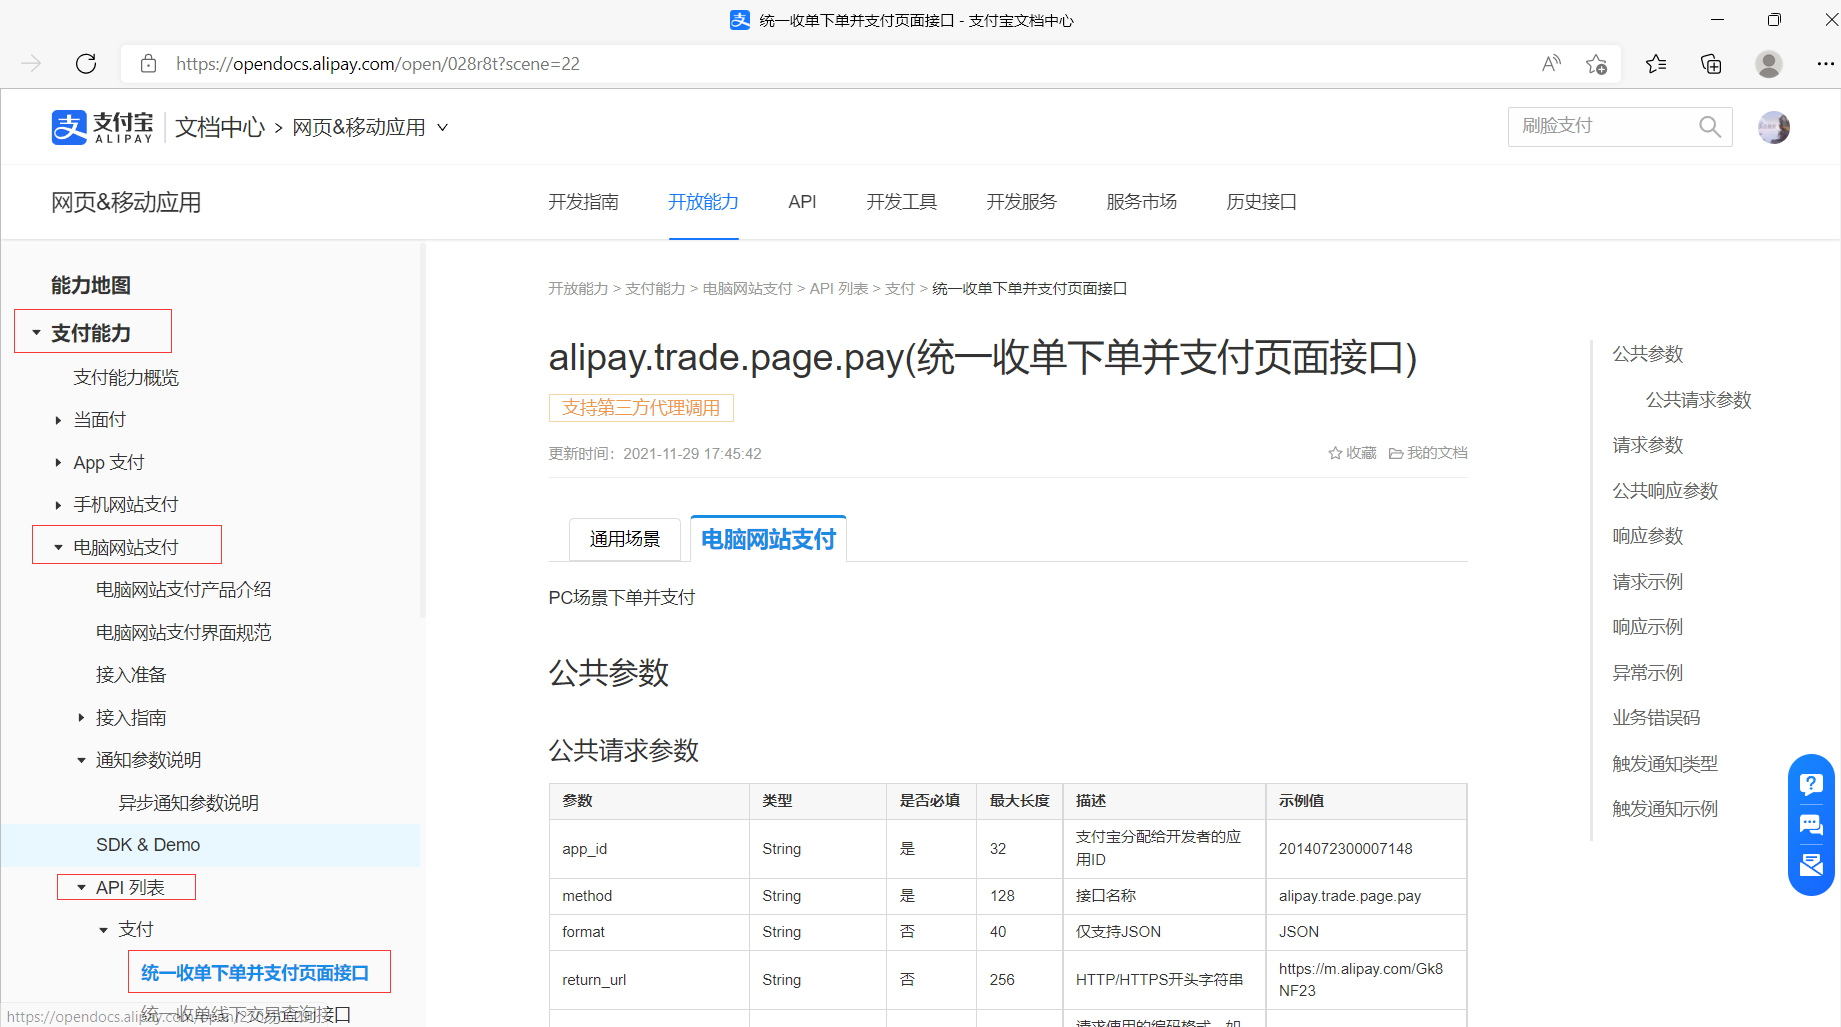 统一收单下单并支付页面接口 - 支付宝文档中心
https://opendocs.alipay.com/open/028r8t?scene=22
支付宝 ALIPAY 文档中心 > 网页&移动应用
刷脸支付
网页&移动应用
开发指南 开放能力 API 开发工具 开发服务 服务市场 历史接口
能力地图
支付能力
支付能力概览
当面付
App 支付
手机网站支付
电脑网站支付
电脑网站支付产品介绍
电脑网站支付界面规范
接入准备
接入指南
通知参数说明
异步通知参数说明
SDK & Demo
API 列表
支付
统一收单下单并支付页面接口
统一收单线下交易查询接口
开放能力 > 支付能力 > 电脑网站支付 > API 列表 > 支付 > 统一收单下单并支付页面接口
alipay.trade.page.pay(统一收单下单并支付页面接口)
支持第三方代理调用
更新时间：2021-11-29 17:45:42
收藏 我的文档
通用场景 电脑网站支付
PC场景下单并支付
公共参数
公共请求参数
参数 类型 是否必填 最大长度 描述 示例值
app_id String 是 32 支付宝分配给开发者的应用ID 2014072300007148
method String 是 128 接口名称 alipay.trade.page.pay
format String 否 40 仅支持JSON JSON
return_url String 否 256 HTTP/HTTPS开头字符串 https://m.alipay.com/Gk8NF23
请求使用的编码格式，如
公共参数
公共请求参数
请求参数
公共响应参数
响应参数
请求示例
响应示例
异常示例
业务错误码
触发通知类型
触发通知示例